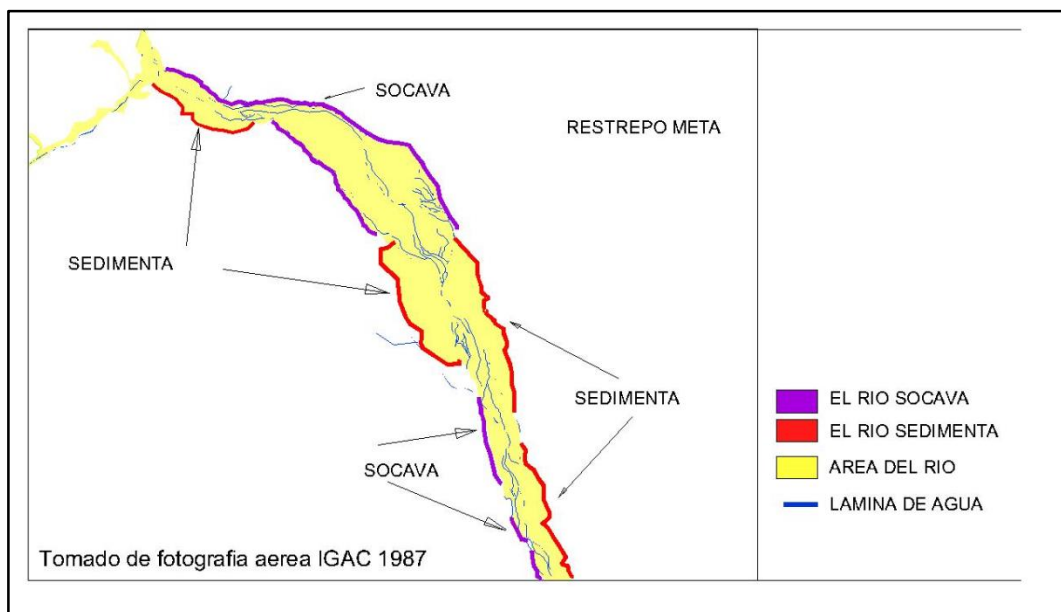 SOCAVA
RESTREPO META
SEDIMENTA
SEDIMENTA
SOCAVA
EL RIO SOCAVA
EL RIO SEDIMENTA
AREA DEL RIO
LAMINA DE AGUA
Tomado de fotografia aerea IGAC 1987